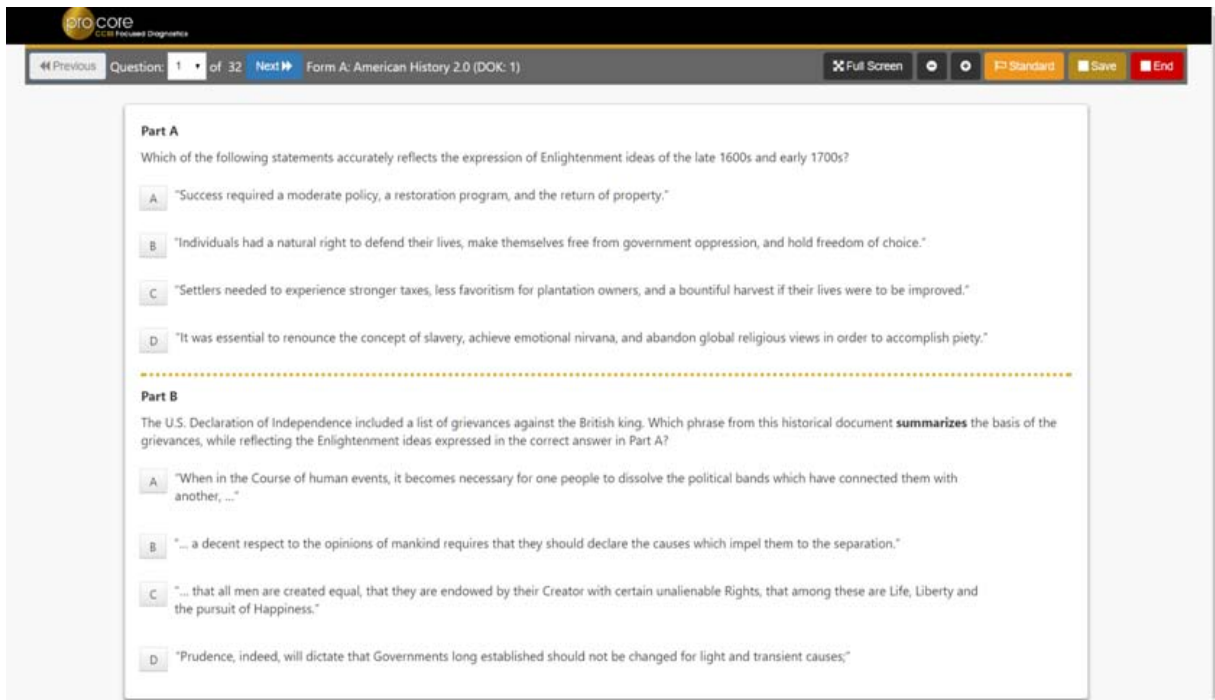 pro core
CCSS Focused Diagnostics
Previous Question: 1 of 32 Next Form A: American History 2.0 (DOK: 1) Full Screen Standard Save End
Part A
Which of the following statements accurately reflects the expression of Enlightenment ideas of the late 1600s and early 1700s?
A "Success required a moderate policy, a restoration program, and the return of property."
B "Individuals had a natural right to defend their lives, make themselves free from government oppression, and hold freedom of choice."
C "Settlers needed to experience stronger taxes, less favoritism for plantation owners, and a bountiful harvest if their lives were to be improved."
D "It was essential to renounce the concept of slavery, achieve emotional nirvana, and abandon global religious views in order to accomplish piety."
Part B
The U.S. Declaration of Independence included a list of grievances against the British king. Which phrase from this historical document summarizes the basis of the
grievances, while reflecting the Enlightenment ideas expressed in the correct answer in Part A?
A "When in the Course of human events, it becomes necessary for one people to dissolve the political bands which have connected them with
another, ..."
B "... a decent respect to the opinions of mankind requires that they should declare the causes which impel them to the separation."
C "... that all men are created equal, that they are endowed by their Creator with certain unalienable Rights, that among these are Life, Liberty and
the pursuit of Happiness."
D "Prudence, indeed, will dictate that Governments long established should not be changed for light and transient causes;"